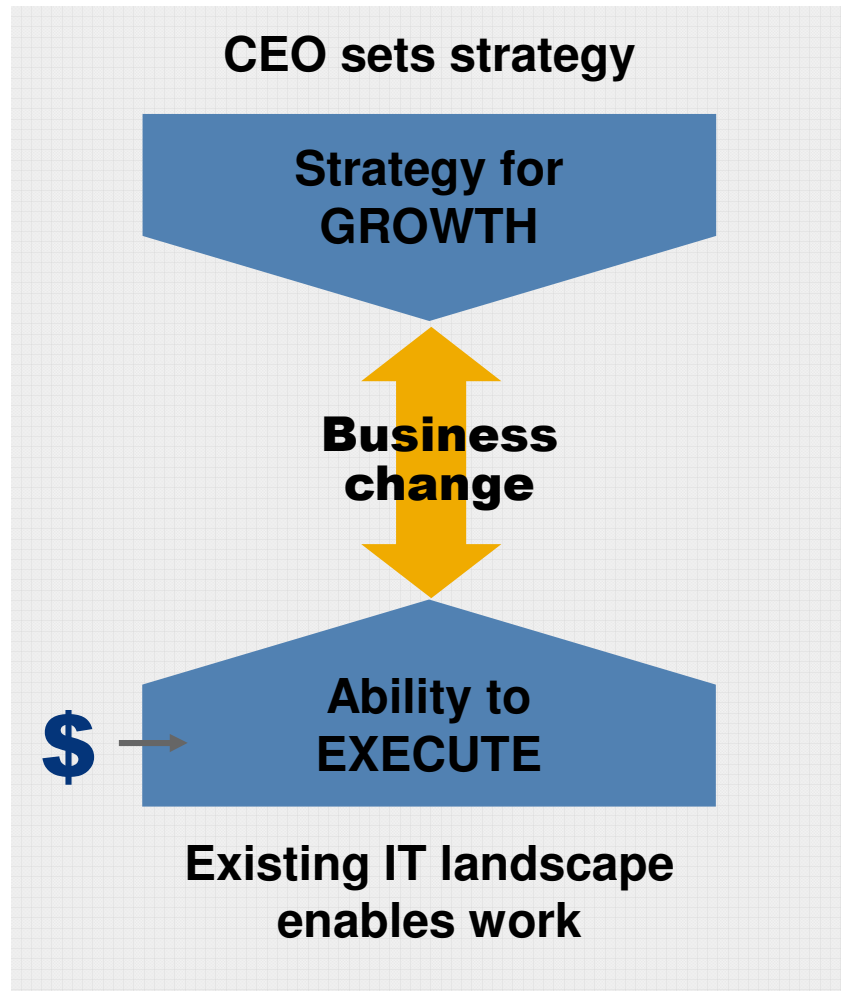 CEO sets strategy
Strategy for
GROWTH
Business
change
Ability to
EXECUTE
$
Existing IT landscape
enables work